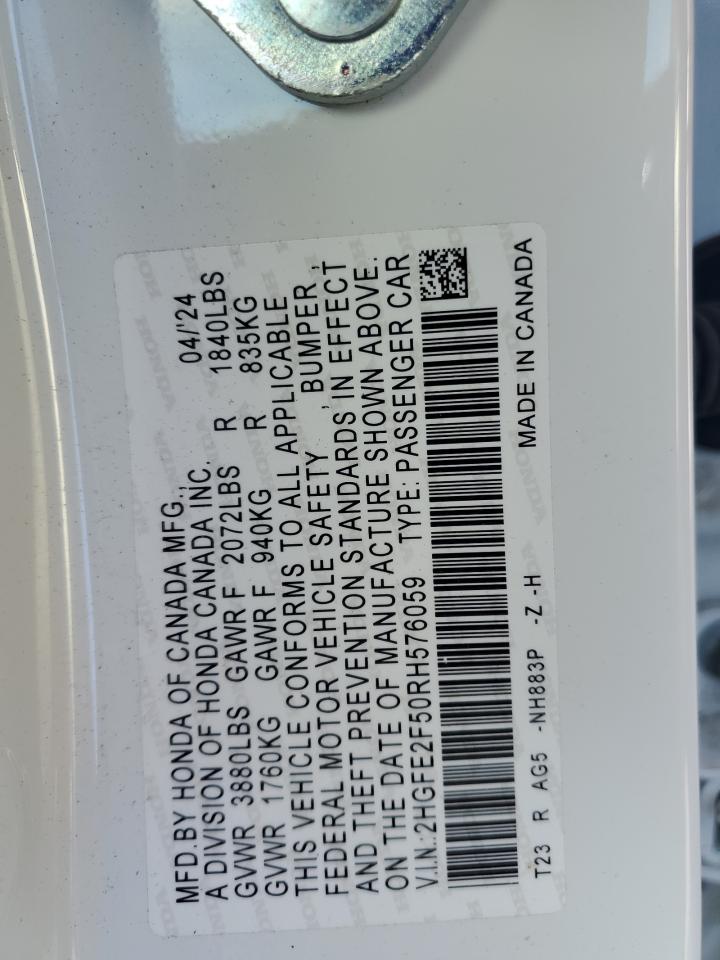 MFD.BY HONDA OF CANADA MFG., 04/'24
A DIVISION OF HONDA CANADA INC.
GVWR 3880LBS GAWR F 2072LBS R 1840LBS
GVWR 1760KG GAWR F 940KG R 835KG
THIS VEHICLE CONFORMS TO ALL APPLICABLE
FEDERAL MOTOR VEHICLE SAFETY , BUMPER ,
AND THEFT PREVENTION STANDARDS IN EFFECT
ON THE DATE OF MANUFACTURE SHOWN ABOVE.
V.I.N.:2HGFE2F50RH576059 TYPE: PASSENGER CAR
T23 R AG5 -NH883P -Z -H MADE IN CANADA